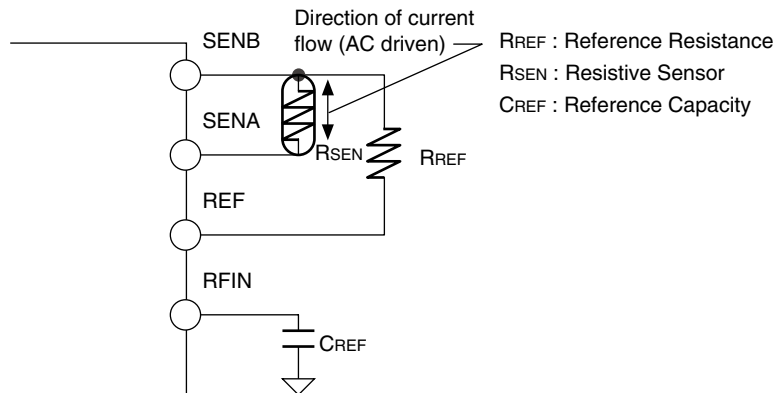 Direction of current
flow (AC driven)
SENB
SENA
REF
RFIN
RSEN
RREF
CREF
RREF : Reference Resistance
RSEN : Resistive Sensor
CREF : Reference Capacity